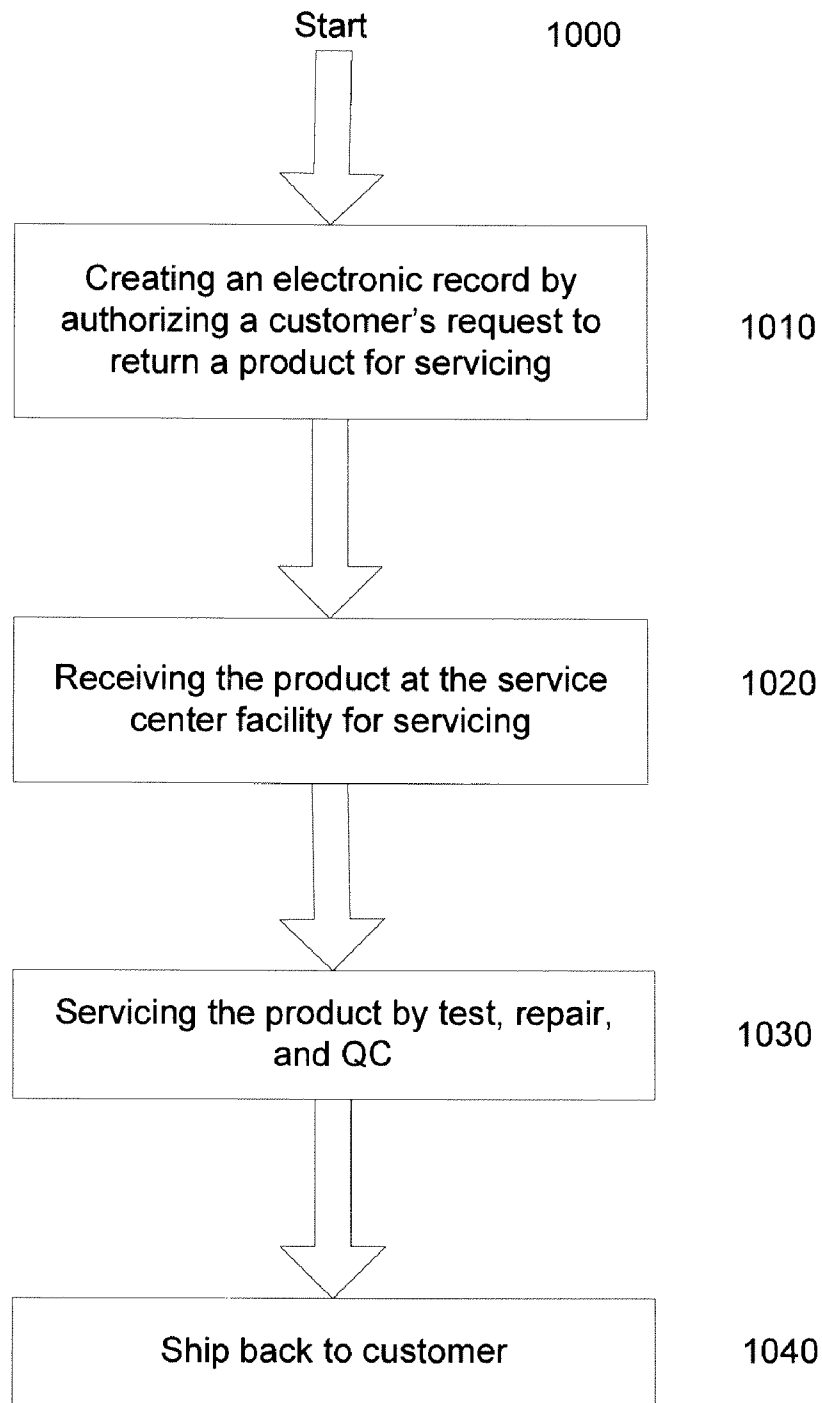 Start 1000
Creating an electronic record by
authorizing a customer's request to 1010
return a product for servicing
Receiving the product at the service 1020
center facility for servicing
Servicing the product by test, repair, 1030
and QC
Ship back to customer 1040